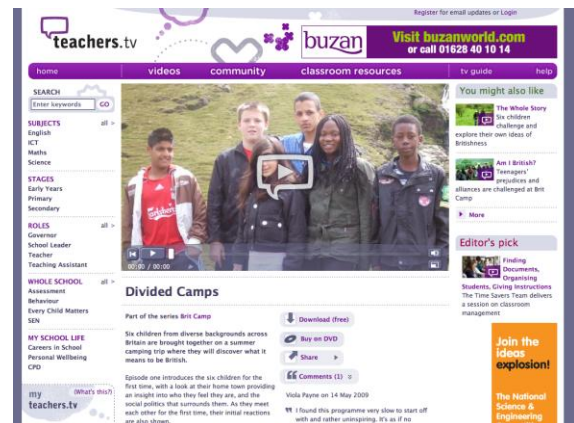 Register for email updates or Login
teachers.tv
buzan
Visit buzanworld.com
or call 01628 40 10 14
home
videos
community
classroom resources
tv guide
help
SEARCH
Enter keywords
GO
SUBJECTS
all »
English
ICT
Maths
Science
STAGES
Early Years
Primary
Secondary
ROLES
all »
Governor
School Leader
Teacher
Teaching Assistant
WHOLE SCHOOL
all »
Assessment
Behaviour
Every Child Matters
SEN
MY SCHOOL LIFE
Careers in School
Personal Wellbeing
CPD
my
(What's this?)
teachers.tv
Carlsberg
00:00 / 00:00
Divided Camps
Part of the series Brit Camp
Six children from diverse backgrounds across
Britain are brought together on a summer
camping trip where they will discover what it
means to be British.
Episode one introduces the six children for the
first time, with a look at their home town providing
an insight into who they feel they are, and the
social politics that surrounds them. As they meet
each other for the first time, their initial reactions
are also shown.
Download (free)
Buy on DVD
Share
Comments (1)
Viola Payne on 14 May 2009
I found this programme very slow to start off
with and rather uninspiring. It's as if no
You might also like
The Whole Story
Six children
challenge and
explore their own ideas of
Britishness
Am I British?
Teenagers'
prejudices and
alliances are challenged at Brit
Camp
More
Editor's pick
Finding
Documents,
Organising
Students, Giving Instructions
The Time Savers Team delivers
a session on classroom
management
Join the
ideas
explosion!
The National
Science &
Engineering